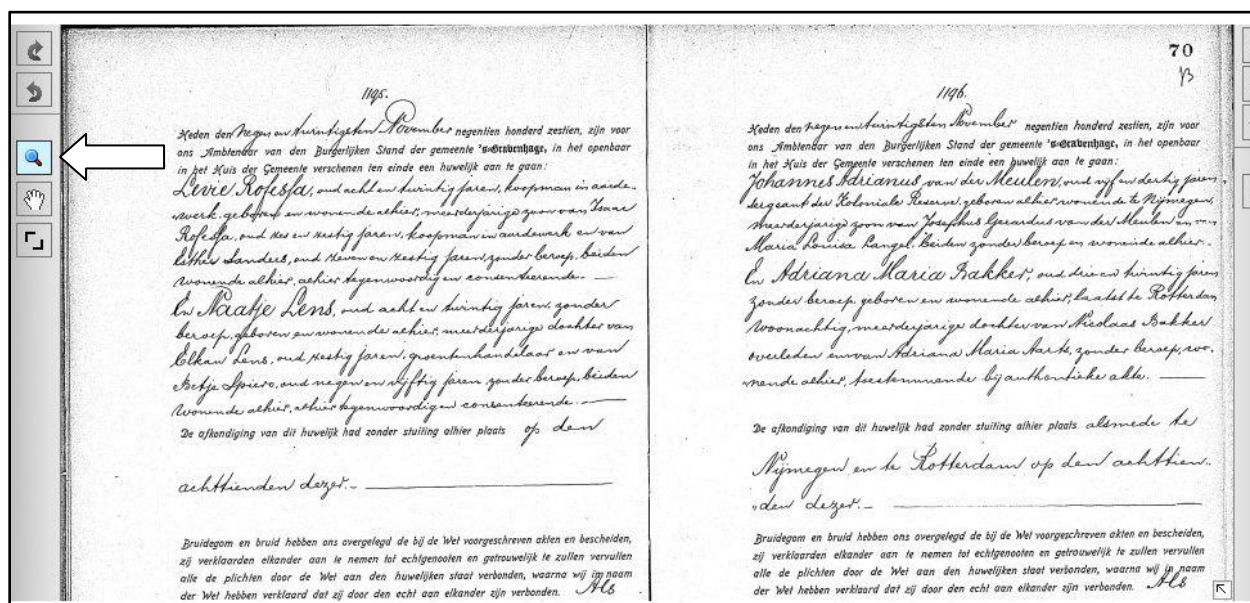 70
B
1195.
Heden den negen en twintigsten November negentien honderd zestien, zijn voor
ons Ambtenaar van den Burgerlijken Stand der gemeente 's-Gravenhage, in het openbaar
in het Huis der Gemeente verschenen ten einde een huwelijk aan te gaan:
Levie Rofessa, oud acht en twintig jaren, koopman in aarde-
werk, geboren en wonende alhier, meerderjarige zoon van Isaac
Rofessa, oud zes en zestig jaren, koopman in aardewerk en van
Esther Sanders, oud zeven en zestig jaren, zonder beroep, beiden
wonende alhier, alhier tegenwoordig en consenteerende. —
En Naatje Lens, oud acht en twintig jaren, zonder
beroep, geboren en wonende alhier, meerderjarige dochter van
Elkan Lens, oud zestig jaren, groentenhandelaar en van
Betje Spiero, oud negen en vijftig jaren, zonder beroep, beiden
wonende alhier, alhier tegenwoordig en consenteerende. —
De afkondiging van dit huwelijk had zonder stuiting alhier plaats op den
achttienden dezer. —
Bruidegom en bruid hebben ons overgelegd de bij de Wet voorgeschreven akten en bescheiden,
zij verklaarden elkander aan te nemen tot echtgenooten en getrouwelijk te zullen vervullen
alle de plichten door de Wet aan den huwelijken staat verbonden, waarna wij in naam
der Wet hebben verklaard dat zij door den echt aan elkander zijn verbonden. Als
1196.
Heden den negen en twintigsten November negentien honderd zestien, zijn voor
ons Ambtenaar van den Burgerlijken Stand der gemeente 's-Gravenhage, in het openbaar
in het Huis der Gemeente verschenen ten einde een huwelijk aan te gaan:
Johannes Adrianus van der Meulen, oud vijf en dertig jaren,
sergeant der Koloniale Reserve, geboren alhier, wonende te Nijmegen,
meerderjarige zoon van Josephus Gerardus van der Meulen en van
Maria Louisa Langel, beiden zonder beroep en wonende alhier. —
En Adriana Maria Bakker, oud drie en twintig jaren
zonder beroep, geboren en wonende alhier, laatst te Rotterdam
woonachtig, meerderjarige dochter van Nicolaas Bakker
overleden en van Adriana Maria Aarts, zonder beroep, wo-
nende alhier, toestemmende bij authentieke akte. —
De afkondiging van dit huwelijk had zonder stuiting alhier plaats alsmede te
Nijmegen en te Rotterdam op den achttien-
den dezer. —
Bruidegom en bruid hebben ons overgelegd de bij de Wet voorgeschreven akten en bescheiden,
zij verklaarden elkander aan te nemen tot echtgenooten en getrouwelijk te zullen vervullen
alle de plichten door de Wet aan den huwelijken staat verbonden, waarna wij in naam
der Wet hebben verklaard dat zij door den echt aan elkander zijn verbonden. Als